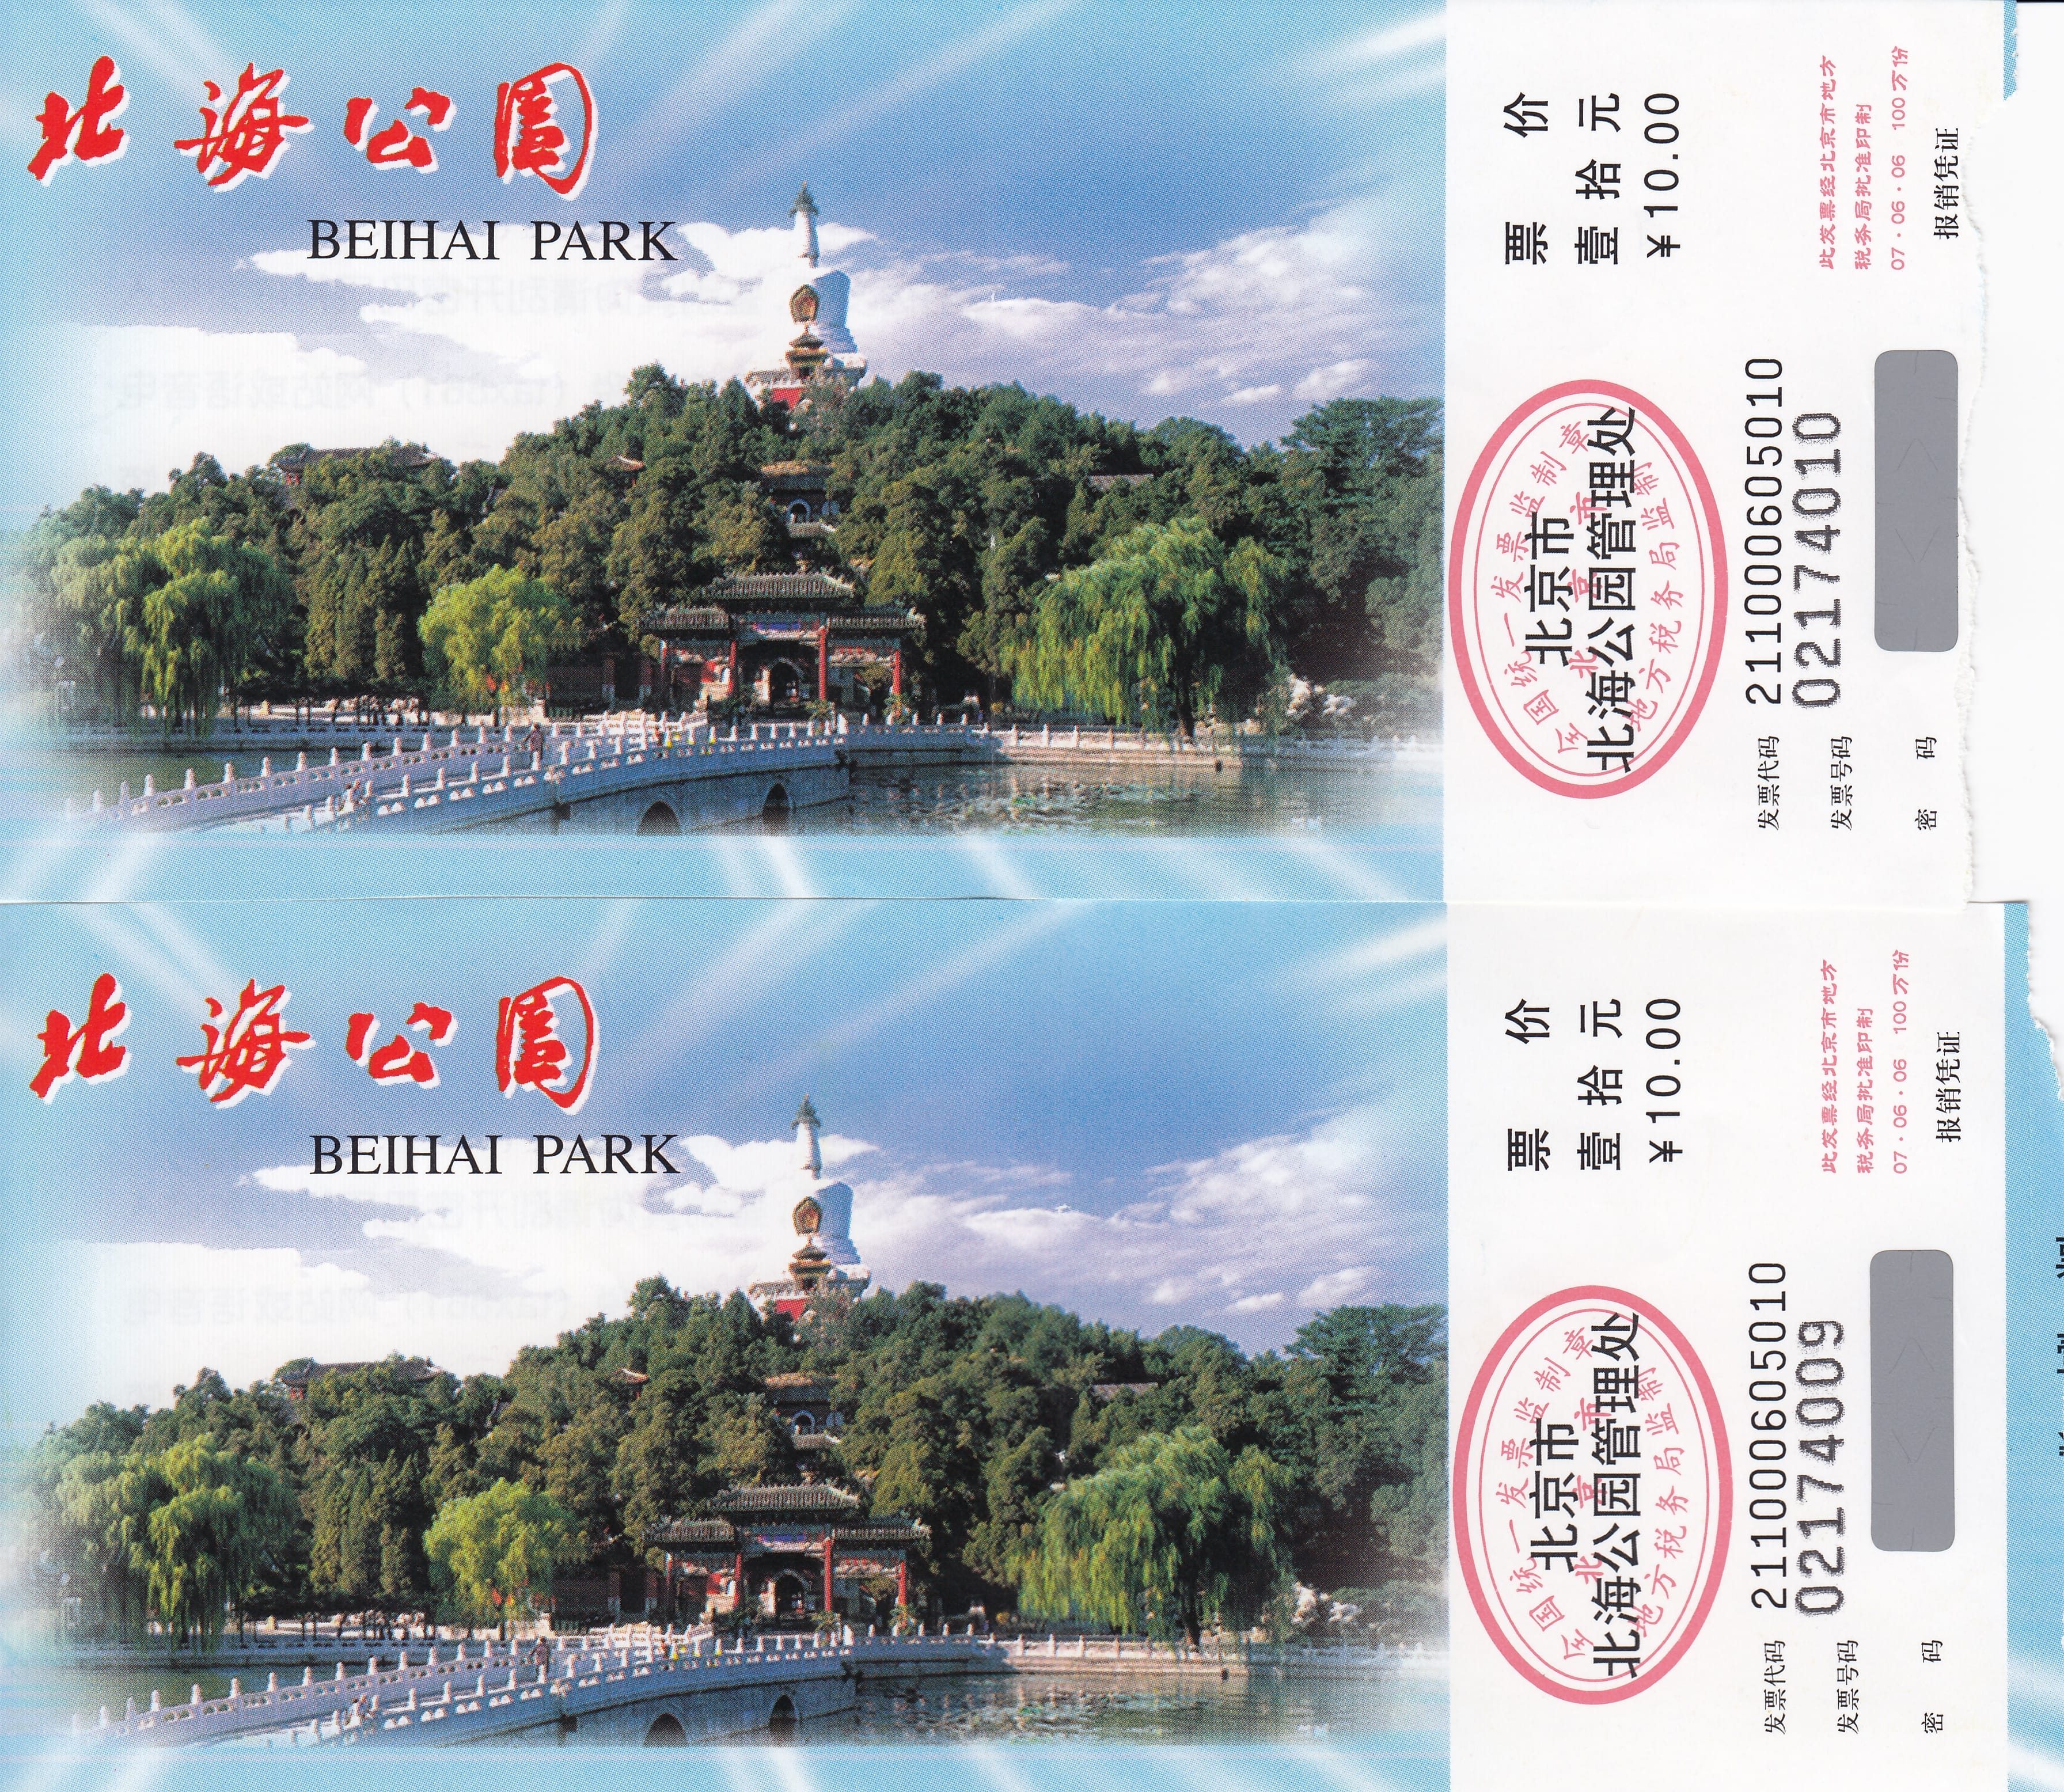 北海公園
BEIHAI PARK
票 价
壹拾元
¥10.00
全国统一发票监制章
北京市
地方税务局监制
北京市
北海公园管理处
发票代码 211000605010
发票号码 02174010
密 码
此发票经北京市地方
税务局批准印制
07·06·06 100万份
报销凭证
北海公園
BEIHAI PARK
票 价
壹拾元
¥10.00
全国统一发票监制章
北京市
地方税务局监制
北京市
北海公园管理处
发票代码 211000605010
发票号码 02174009
密 码
此发票经北京市地方
税务局批准印制
07·06·06 100万份
报销凭证